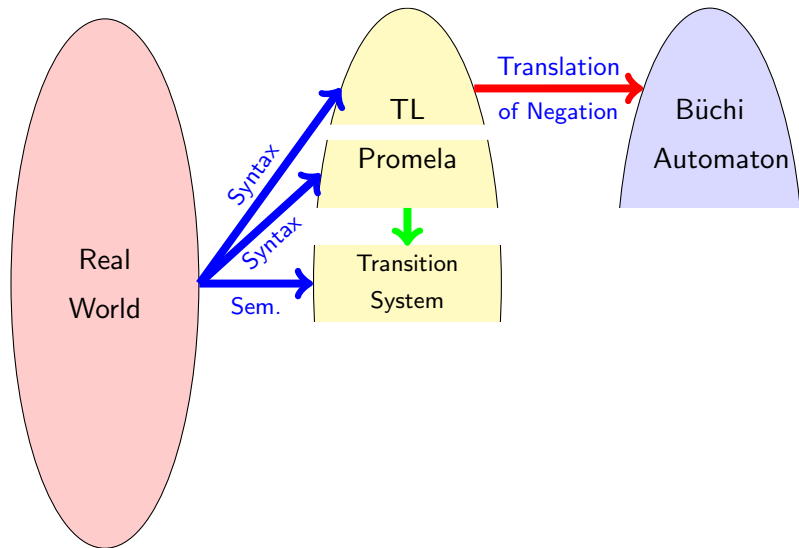 Real
World
Syntax
Syntax
Sem.
TL
Promela
Transition
System
Translation
of Negation
Büchi
Automaton